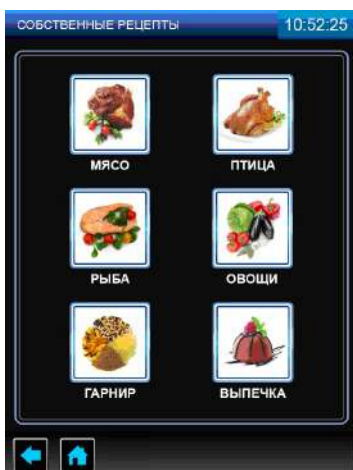 СОБСТВЕННЫЕ РЕЦЕПТЫ 10:52:25
МЯСО ПТИЦА
РЫБА ОВОЩИ
ГАРНИР ВЫПЕЧКА